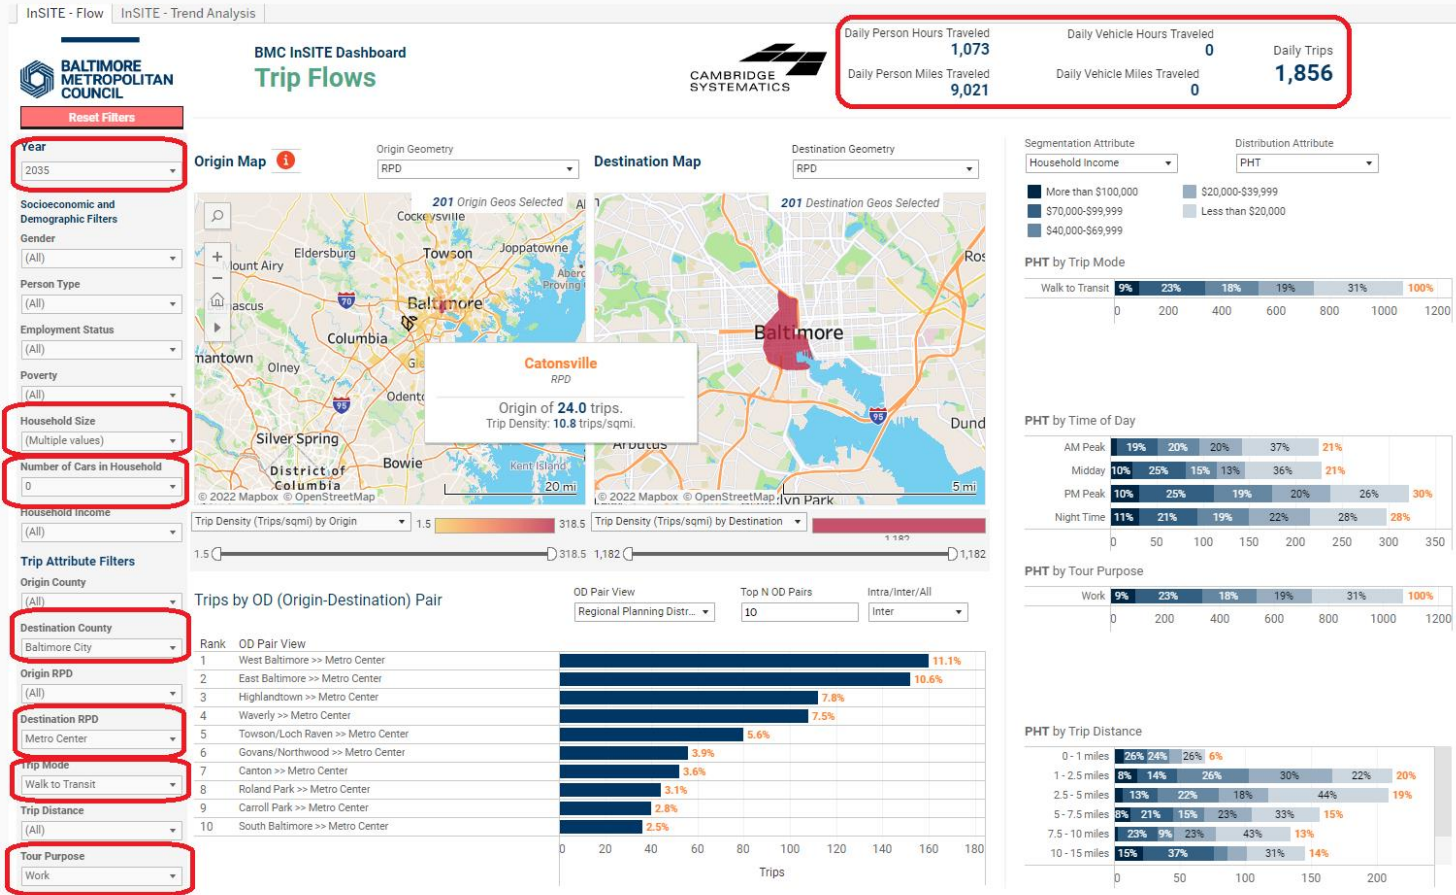 InSITE - Flow
InSITE - Trend Analysis
BALTIMORE
METROPOLITAN
COUNCIL
BMC InSITE Dashboard
Trip Flows
CAMBRIDGE
SYSTEMATICS
Daily Person Hours Traveled
1,073
Daily Vehicle Hours Traveled
0
Daily Person Miles Traveled
9,021
Daily Vehicle Miles Traveled
0
Daily Trips
1,856
Reset Filters
Year
2035
Socioeconomic and
Demographic Filters
Gender
(All)
Person Type
(All)
Employment Status
(All)
Poverty
(All)
Household Size
(Multiple values)
Number of Cars in Household
0
Household Income
(All)
Trip Attribute Filters
Origin County
(All)
Destination County
Baltimore City
Origin RPD
(All)
Destination RPD
Metro Center
Trip Mode
Walk to Transit
Trip Distance
(All)
Tour Purpose
Work
Origin Map
Origin Geometry
RPD
201 Origin Geos Selected
Cockeysville
Eldersburg
Towson
Joppatowne
Mount Airy
Proving
70
Baltimore
Columbia
Olney
95
Silver Spring
Bowie
Kent Island
District of
Columbia
20 mi
© 2022 Mapbox © OpenStreetMap
Catonsville
RPD
Origin of 24.0 trips.
Trip Density: 10.8 trips/sqmi.
Trip Density (Trips/sqmi) by Origin
1.5
318.5
1.5
318.5
Destination Map
Destination Geometry
RPD
201 Destination Geos Selected
Baltimore
95
Dund
Arbutus
5 mi
© 2022 Mapbox © OpenStreetMap
lyn Park
Trip Density (Trips/sqmi) by Destination
1,182
1,182
1,182
Trips by OD (Origin-Destination) Pair
OD Pair View
Regional Planning Distr...
Top N OD Pairs
10
Intra/Inter/All
Inter
Rank OD Pair View
1 West Baltimore >> Metro Center 11.1%
2 East Baltimore >> Metro Center 10.6%
3 Highlandtown >> Metro Center 7.8%
4 Waverly >> Metro Center 7.5%
5 Towson/Loch Raven >> Metro Center 5.6%
6 Govans/Northwood >> Metro Center 3.9%
7 Canton >> Metro Center 3.6%
8 Roland Park >> Metro Center 3.1%
9 Carroll Park >> Metro Center 2.8%
10 South Baltimore >> Metro Center 2.5%
0 20 40 60 80 100 120 140 160 180
Trips
Segmentation Attribute
Household Income
Distribution Attribute
PHT
More than $100,000
$70,000-$99,999
$40,000-$69,999
$20,000-$39,999
Less than $20,000
PHT by Trip Mode
Walk to Transit 9% 23% 18% 19% 31% 100%
0 200 400 600 800 1000 1200
PHT by Time of Day
AM Peak 19% 20% 20% 37% 21%
Midday 10% 25% 15% 13% 36% 21%
PM Peak 10% 25% 19% 20% 26% 30%
Night Time 11% 21% 19% 22% 28% 28%
0 50 100 150 200 250 300 350
PHT by Tour Purpose
Work 9% 23% 18% 19% 31% 100%
0 200 400 600 800 1000 1200
PHT by Trip Distance
0 - 1 miles 26% 24% 26% 6%
1 - 2.5 miles 8% 14% 26% 30% 22% 20%
2.5 - 5 miles 13% 22% 18% 44% 19%
5 - 7.5 miles 8% 21% 15% 23% 33% 15%
7.5 - 10 miles 23% 9% 23% 43% 13%
10 - 15 miles 15% 37% 31% 14%
0 50 100 150 200